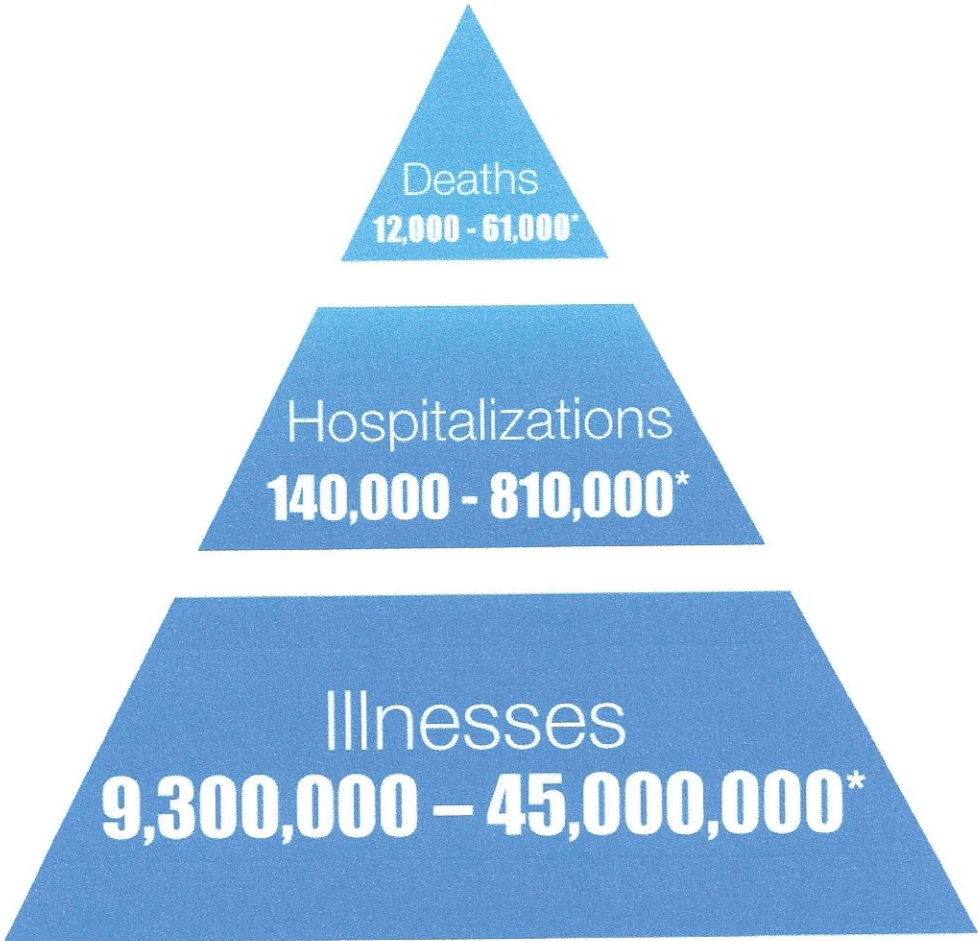 Deaths
12,000 - 61,000*
Hospitalizations
140,000 - 810,000*
Illnesses
9,300,000 – 45,000,000*